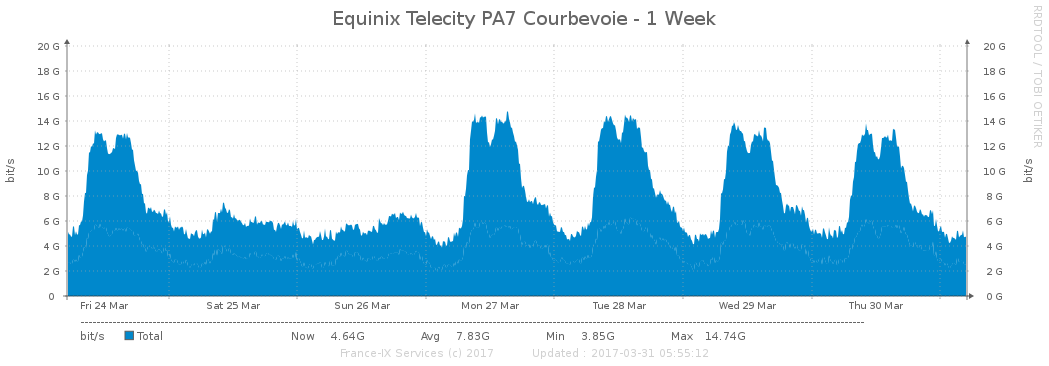 Equinix Telecity PA7 Courbevoie - 1 Week
RRDTOOL / TOBI OETIKER
bit/s
20 G
18 G
16 G
14 G
12 G
10 G
8 G
6 G
4 G
2 G
0
20 G
18 G
16 G
14 G
12 G
10 G
8 G
6 G
4 G
2 G
0 G
bit/s
Fri 24 Mar Sat 25 Mar Sun 26 Mar Mon 27 Mar Tue 28 Mar Wed 29 Mar Thu 30 Mar
bit/s Total Now 4.64G Avg 7.83G Min 3.85G Max 14.74G
France-IX Services (c) 2017 Updated : 2017-03-31 05:55:12